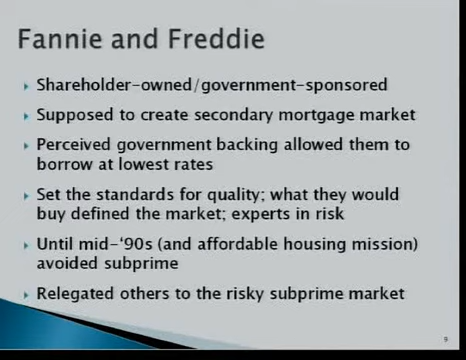 Fannie and Freddie
Shareholder-owned/government-sponsored
Supposed to create secondary mortgage market
Perceived government backing allowed them to
borrow at lowest rates
Set the standards for quality; what they would
buy defined the market; experts in risk
Until mid-‘90s (and affordable housing mission)
avoided subprime
Relegated others to the risky subprime market
9